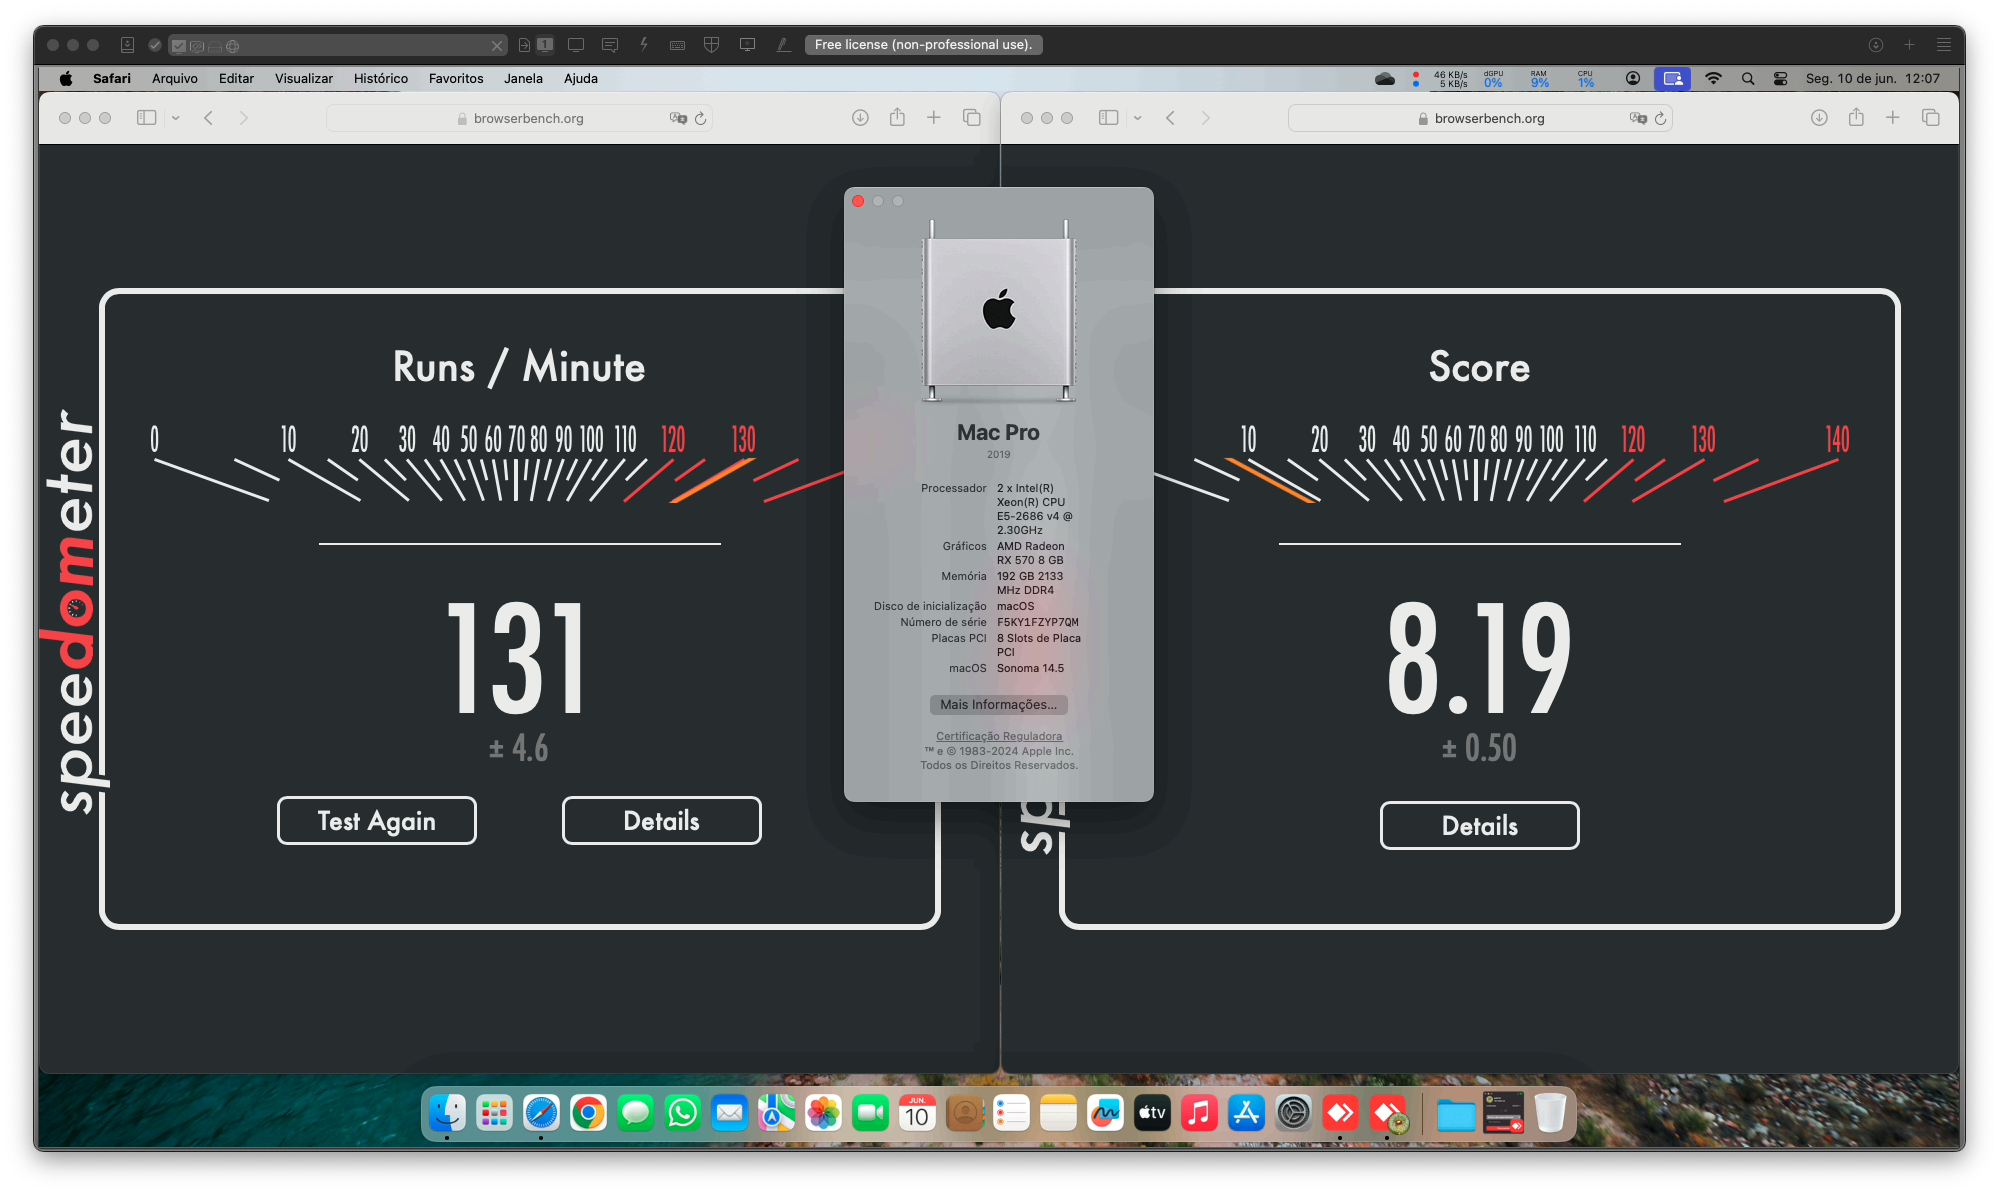 1
Free license (non-professional use).
Safari Arquivo Editar Visualizar Histórico Favoritos Janela Ajuda
46 KB/s
5 KB/s
dGPU
0%
RAM
9%
CPU
1%
Seg. 10 de jun. 12:07
browserbench.org
browserbench.org
speedometer
Runs / Minute
0 10 20 30 40 50 60 70 80 90 100 110 120 130
131
± 4.6
Test Again
Details
Mac Pro
2019
Processador 2 x Intel(R)
Xeon(R) CPU
E5-2686 v4 @
2.30GHz
Gráficos AMD Radeon
RX 570 8 GB
Memória 192 GB 2133
MHz DDR4
Disco de inicialização macOS
Número de série F5KY1FZYP7QM
Placas PCI 8 Slots de Placa
PCI
macOS Sonoma 14.5
Mais Informações...
Certificação Reguladora
™ e © 1983-2024 Apple Inc.
Todos os Direitos Reservados.
sp
Score
10 20 30 40 50 60 70 80 90 100 110 120 130 140
8.19
± 0.50
Details
JUN.
10
tv